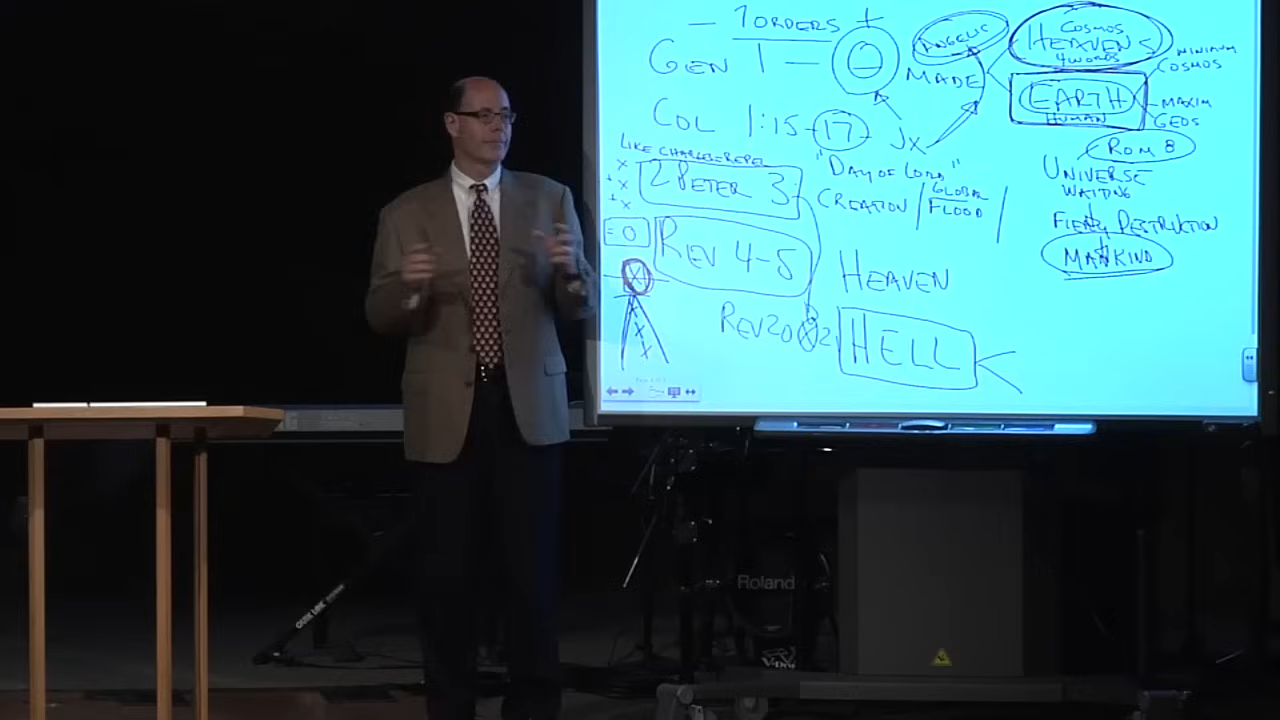 — 7 ORDERS +
GEN 1 — MADE
ANGELIC
COSMOS
HEAVENS
4 WORDS
MINIUM
COSMOS
EARTH
HUMAN
MAXIM
GEOS
COL 1:15-17 Jx
ROM 8
LIKE CHARGES REPEL
2 PETER 3
"DAY OF LORD"
CREATION / GLOBAL FLOOD /
UNIVERSE
WAITING
FIERY DESTRUCTION
MANKIND
= 0
REV 4-5
HEAVEN
REV 20
HELL
Roland